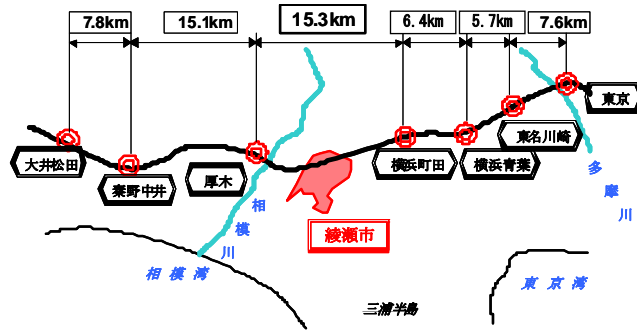 7.8km
15.1km
15.3km
6.4km
5.7km
7.6km
東京
東名川崎
大井松田
秦野中井
厚木
横浜町田
横浜青葉
相模川
綾瀬市
多摩川
相模湾
東京湾
三浦半島